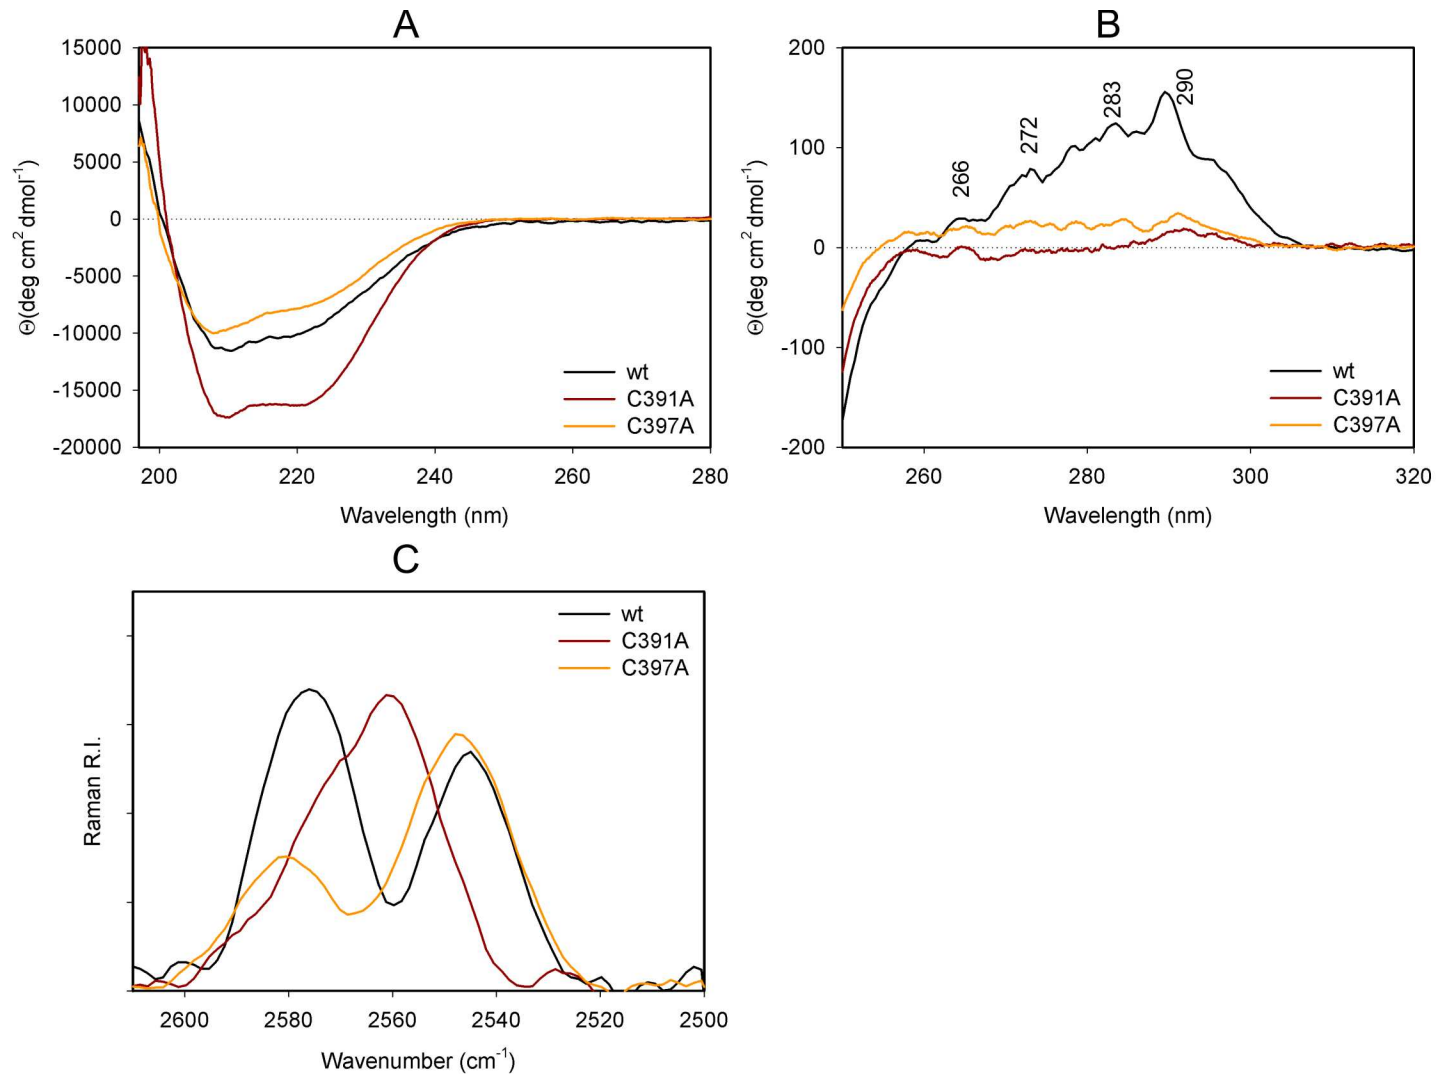 A
15000
10000
5000
0
-5000
-10000
-15000
-20000
Θ(deg cm² dmol⁻¹)
wt
C391A
C397A
200 220 240 260 280
Wavelength (nm)
B
200
100
0
-100
-200
Θ(deg cm² dmol⁻¹)
266
272
283
290
wt
C391A
C397A
260 280 300 320
Wavelength (nm)
C
Raman R.I.
wt
C391A
C397A
2600 2580 2560 2540 2520 2500
Wavenumber (cm⁻¹)